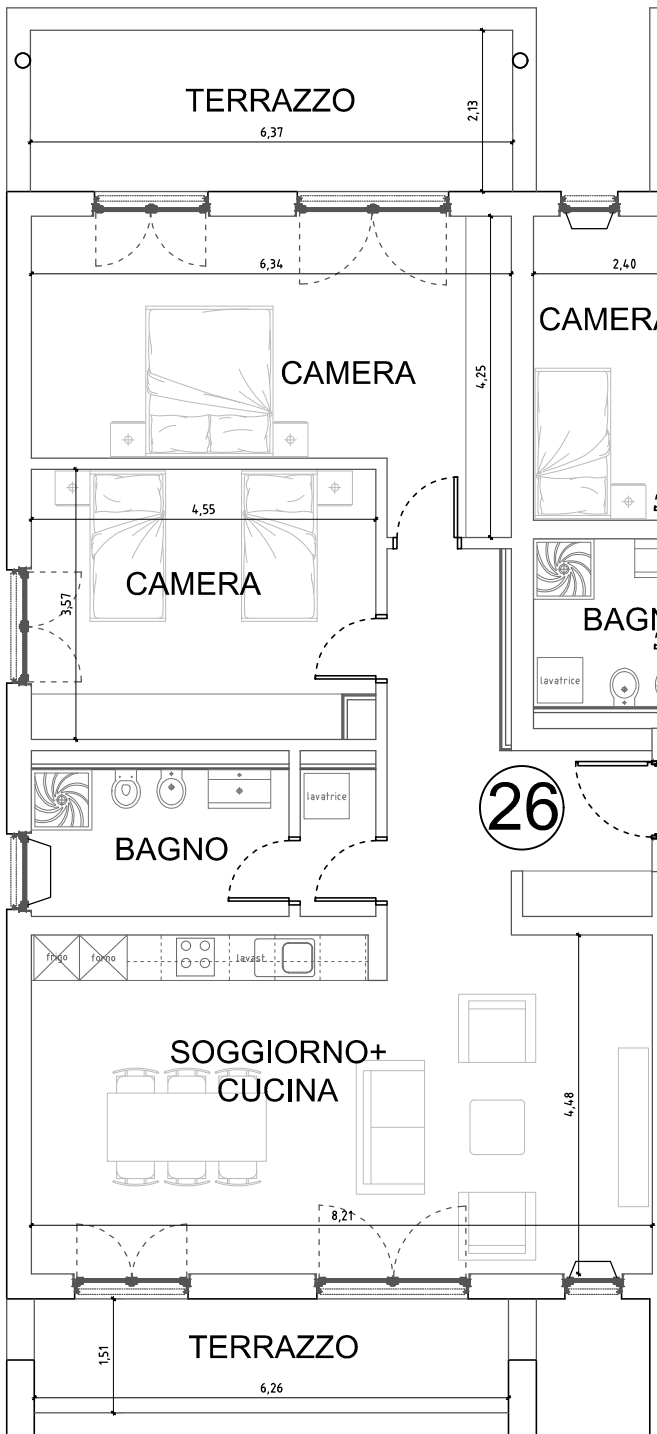 TERRAZZO
2,13
6,37
6,34
2,40
CAMERA
CAMERA
4,25
4,55
CAMERA
3,57
BAGN
lavatrice
lavatrice
26
BAGNO
frigo
forno
lavast
SOGGIORNO+
CUCINA
4,48
8,21
TERRAZZO
1,51
6,26